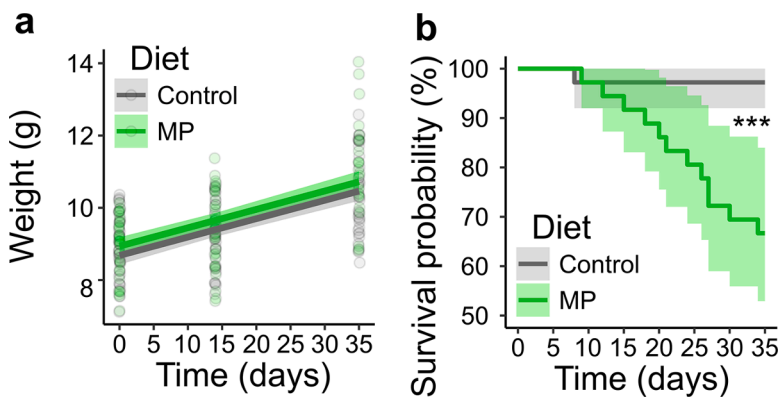 a
Weight (g)
14
12
10
8
Diet
Control
MP
0 5 10 15 20 25 30 35
Time (days)
b
Survival probability (%)
100
90
80
70
60
50
***
Diet
Control
MP
0 5 10 15 20 25 30 35
Time (days)